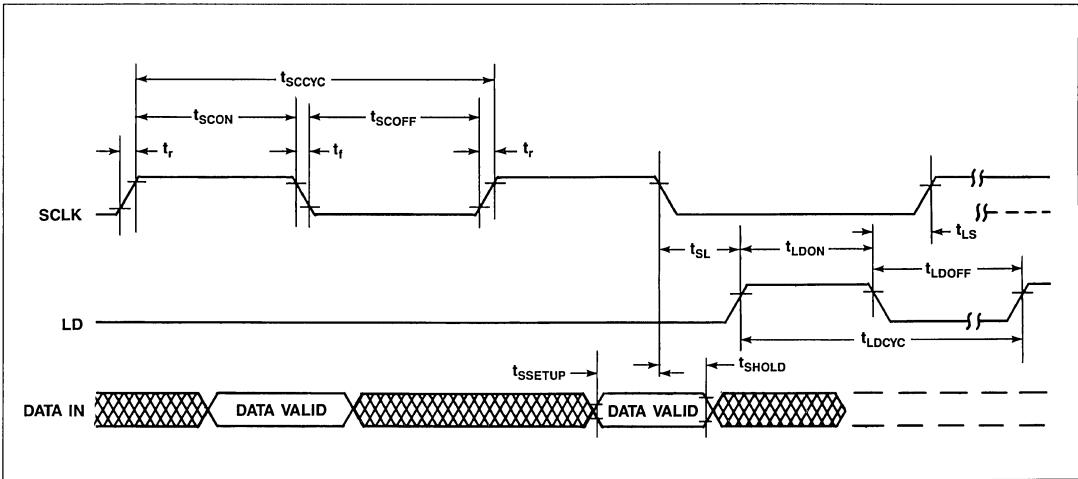 tSCCYC
tSCON
tSCOFF
tr
tf
tr
SCLK
tSL
tLDON
tLS
tLDOFF
LD
tLDCYC
tSSETUP
tSHOLD
DATA IN
DATA VALID
DATA VALID